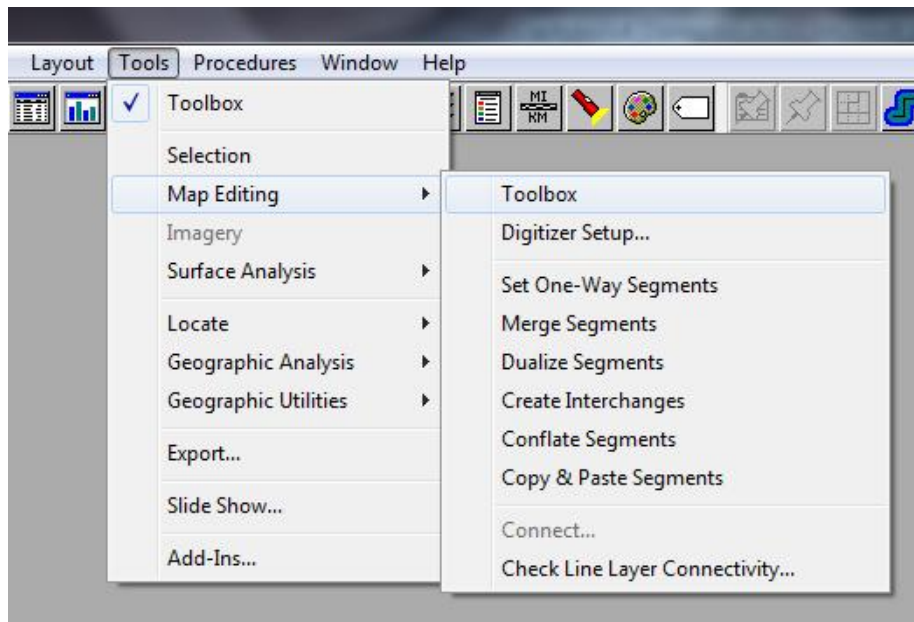 Layout Tools Procedures Window Help
MI
KM
Toolbox
Selection
Map Editing
Imagery
Surface Analysis
Locate
Geographic Analysis
Geographic Utilities
Export...
Slide Show...
Add-Ins...
Toolbox
Digitizer Setup...
Set One-Way Segments
Merge Segments
Dualize Segments
Create Interchanges
Conflate Segments
Copy & Paste Segments
Connect...
Check Line Layer Connectivity...